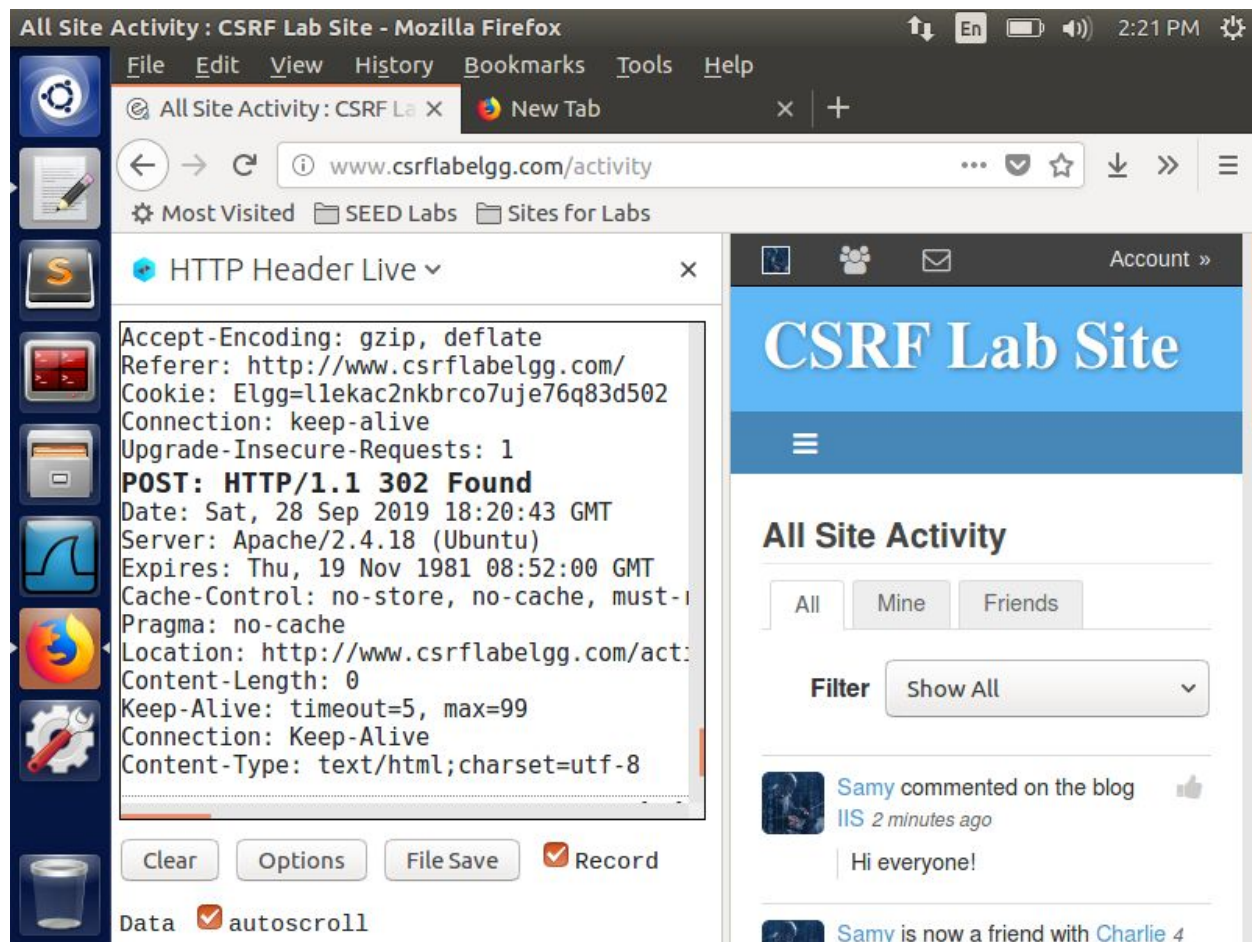 All Site Activity : CSRF Lab Site - Mozilla Firefox
En
2:21 PM
File Edit View History Bookmarks Tools Help
All Site Activity : CSRF La
New Tab
www.csrflabelgg.com/activity
Most Visited SEED Labs Sites for Labs
HTTP Header Live
Accept-Encoding: gzip, deflate
Referer: http://www.csrflabelgg.com/
Cookie: Elgg=l1ekac2nkbrco7uje76q83d502
Connection: keep-alive
Upgrade-Insecure-Requests: 1
POST: HTTP/1.1 302 Found
Date: Sat, 28 Sep 2019 18:20:43 GMT
Server: Apache/2.4.18 (Ubuntu)
Expires: Thu, 19 Nov 1981 08:52:00 GMT
Cache-Control: no-store, no-cache, must-
Pragma: no-cache
Location: http://www.csrflabelgg.com/acti
Content-Length: 0
Keep-Alive: timeout=5, max=99
Connection: Keep-Alive
Content-Type: text/html;charset=utf-8
Clear Options File Save Record
Data autoscroll
Account »
CSRF Lab Site
All Site Activity
All Mine Friends
Filter Show All
Samy commented on the blog
IIS 2 minutes ago
Hi everyone!
Samy is now a friend with Charlie 4